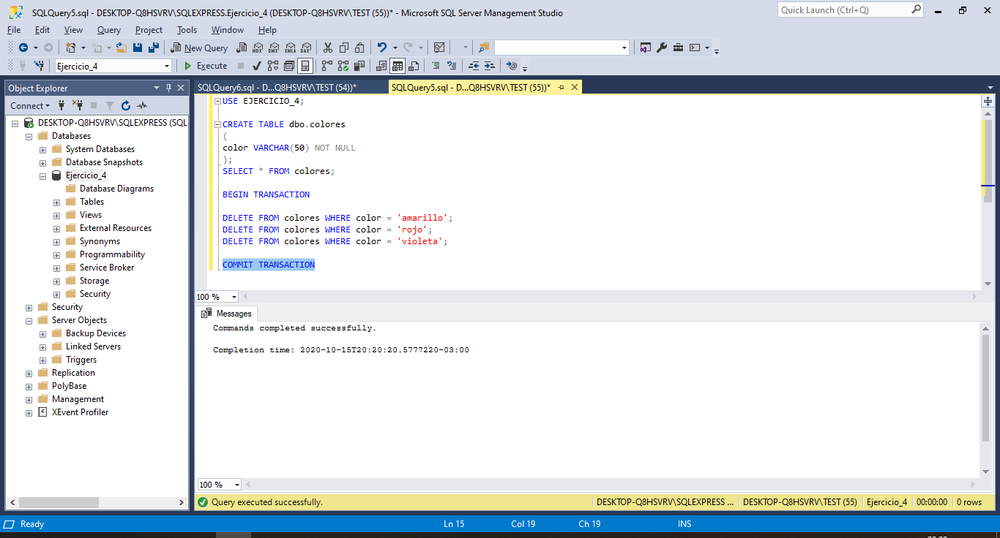 SQLQuery5.sql - DESKTOP-Q8HSVRV\SQLEXPRESS.Ejercicio_4 (DESKTOP-Q8HSVRV\TEST (55))* - Microsoft SQL Server Management Studio
Quick Launch (Ctrl+Q)
File Edit View Query Project Tools Window Help
New Query MDX DMX XMLA DAX
Ejercicio_4 Execute
Object Explorer
Connect
DESKTOP-Q8HSVRV\SQLEXPRESS (SQL
Databases
System Databases
Database Snapshots
Ejercicio_4
Database Diagrams
Tables
Views
External Resources
Synonyms
Programmability
Service Broker
Storage
Security
Security
Server Objects
Backup Devices
Linked Servers
Triggers
Replication
PolyBase
Management
XEvent Profiler
SQLQuery6.sql - D...Q8HSVRV\TEST (54))*
SQLQuery5.sql - D...Q8HSVRV\TEST (55))*
USE EJERCICIO_4;
CREATE TABLE dbo.colores
(
color VARCHAR(50) NOT NULL
);
SELECT * FROM colores;
BEGIN TRANSACTION
DELETE FROM colores WHERE color = 'amarillo';
DELETE FROM colores WHERE color = 'rojo';
DELETE FROM colores WHERE color = 'violeta';
COMMIT TRANSACTION
100 %
Messages
Commands completed successfully.
Completion time: 2020-10-15T20:20:20.5777220-03:00
100 %
Query executed successfully. DESKTOP-Q8HSVRV\SQLEXPRESS ... DESKTOP-Q8HSVRV\TEST (55) Ejercicio_4 00:00:00 0 rows
Ready Ln 15 Col 19 Ch 19 INS